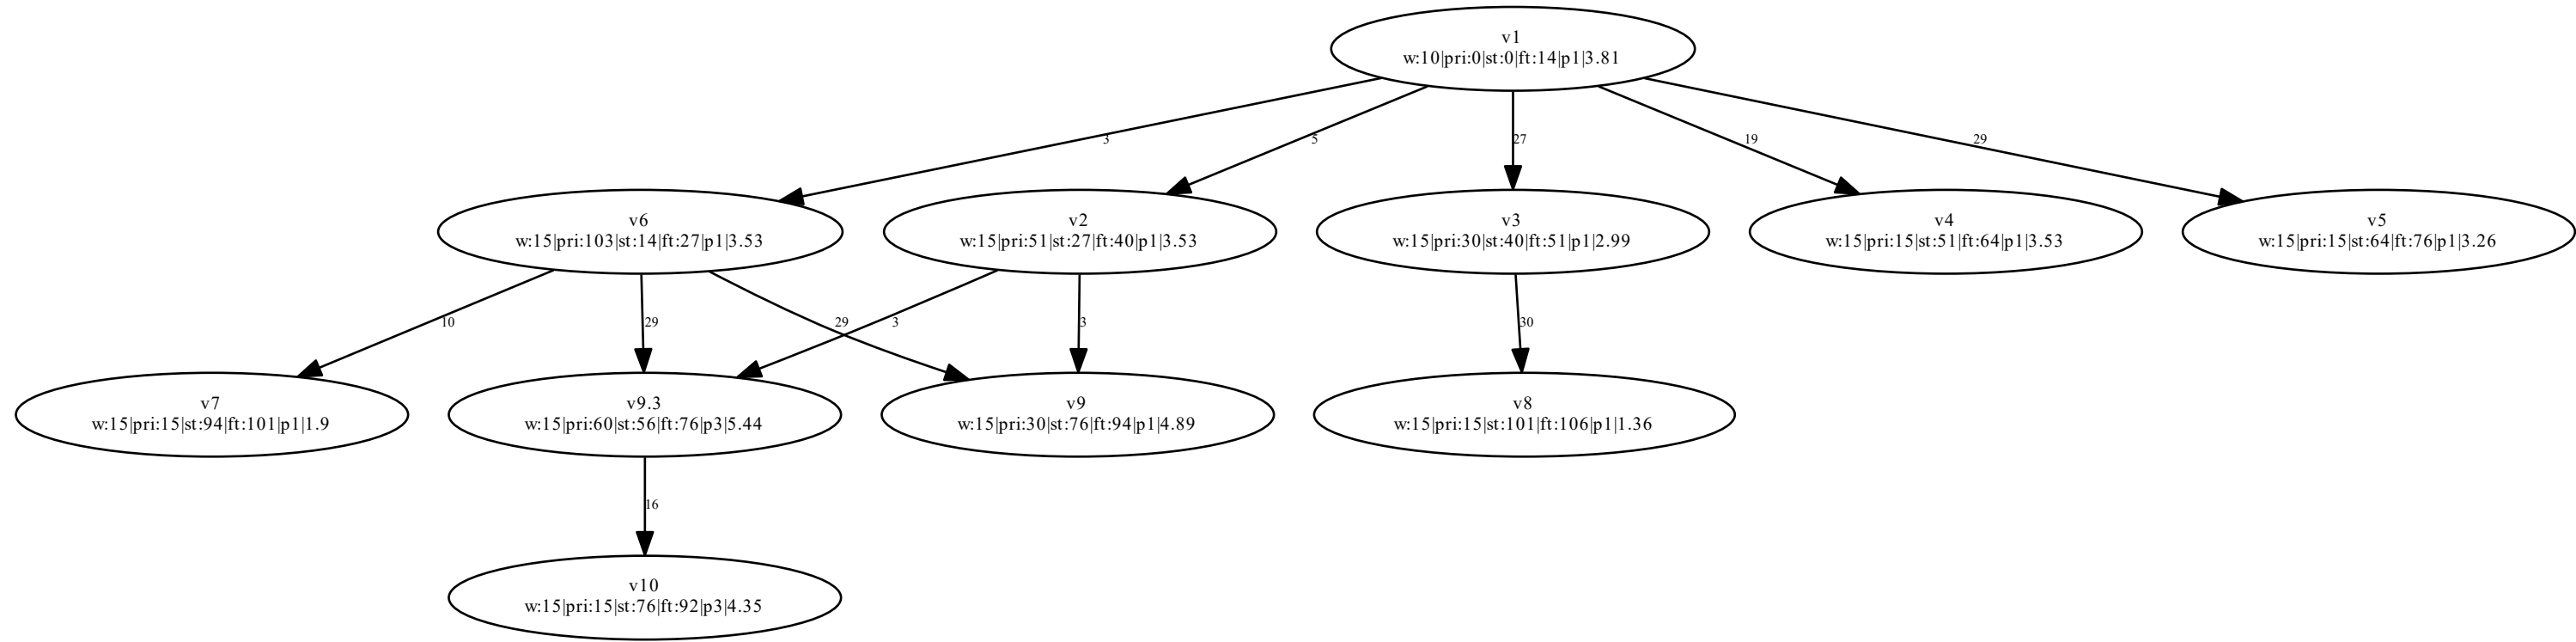 v1
w:10|pri:0|st:0|ft:14|p1|3.81
3
5
27
19
29
v6
w:15|pri:103|st:14|ft:27|p1|3.53
v2
w:15|pri:51|st:27|ft:40|p1|3.53
v3
w:15|pri:30|st:40|ft:51|p1|2.99
v4
w:15|pri:15|st:51|ft:64|p1|3.53
v5
w:15|pri:15|st:64|ft:76|p1|3.26
10
29
29
3
3
30
v7
w:15|pri:15|st:94|ft:101|p1|1.9
v9.3
w:15|pri:60|st:56|ft:76|p3|5.44
v9
w:15|pri:30|st:76|ft:94|p1|4.89
v8
w:15|pri:15|st:101|ft:106|p1|1.36
16
v10
w:15|pri:15|st:76|ft:92|p3|4.35